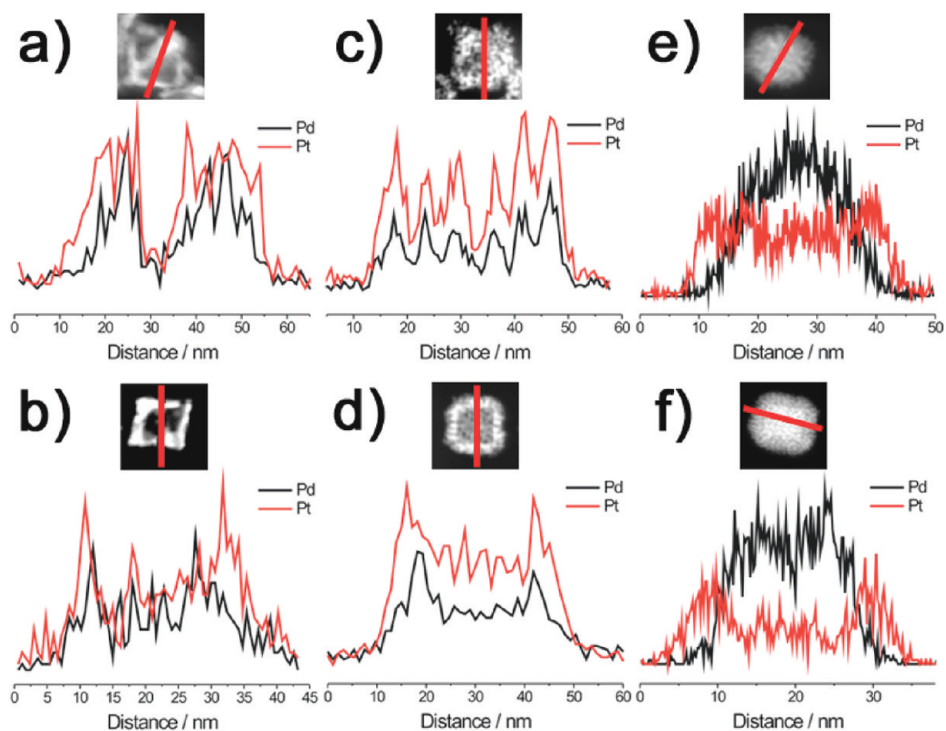 a)
Pd
Pt
0 10 20 30 40 50 60
Distance / nm
c)
Pd
Pt
0 10 20 30 40 50 60
Distance / nm
e)
Pd
Pt
0 10 20 30 40 50
Distance / nm
b)
Pd
Pt
0 5 10 15 20 25 30 35 40 45
Distance / nm
d)
Pd
Pt
0 10 20 30 40 50 60
Distance / nm
f)
Pd
Pt
0 10 20 30
Distance / nm